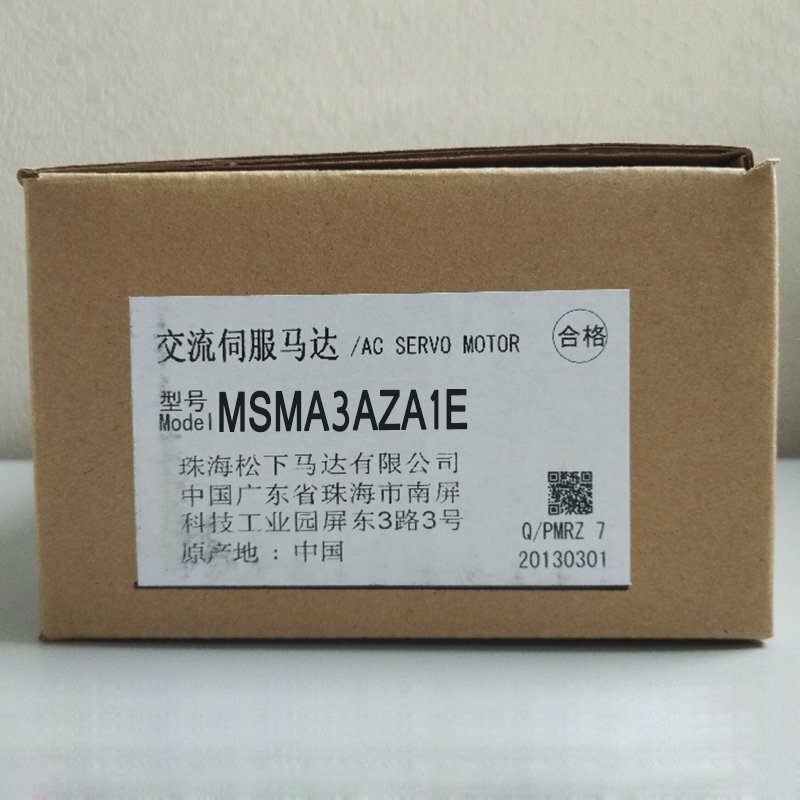 交流伺服马达 /AC SERVO MOTOR
合格
型号
Model MSMA3AZA1E
珠海松下马达有限公司
中国广东省珠海市南屏
科技工业园屏东3路3号
原产地：中国
Q/PMRZ 7
20130301